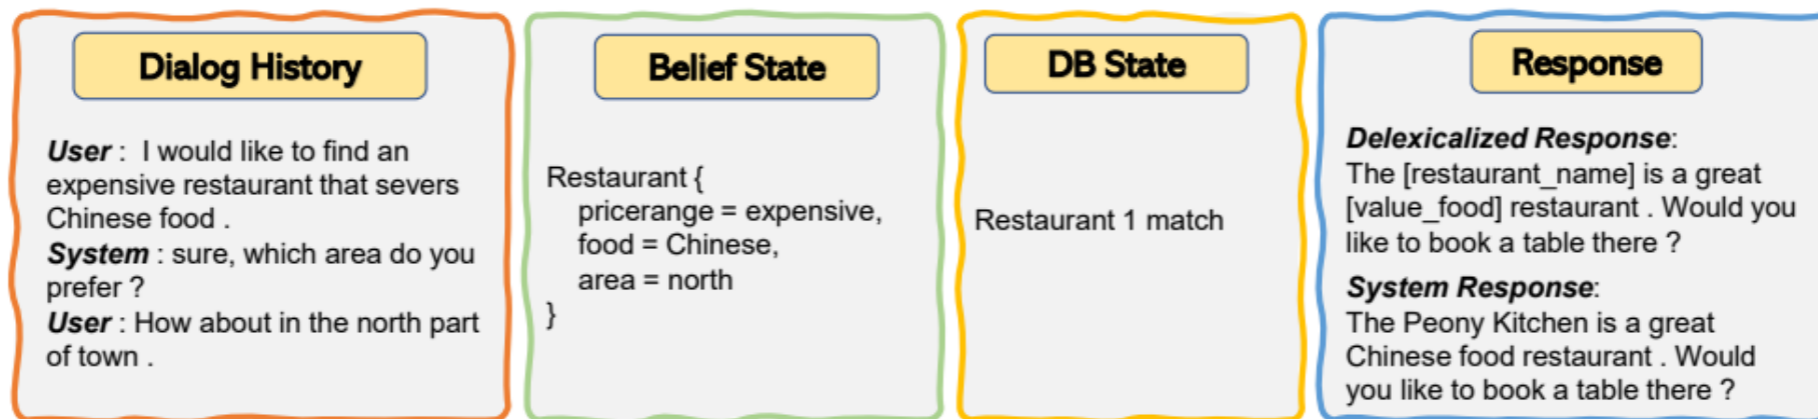 Dialog History
User : I would like to find an
expensive restaurant that severs
Chinese food .
System : sure, which area do you
prefer ?
User : How about in the north part
of town .
Belief State
Restaurant {
pricerange = expensive,
food = Chinese,
area = north
}
DB State
Restaurant 1 match
Response
Delexicalized Response:
The [restaurant_name] is a great
[value_food] restaurant . Would you
like to book a table there ?
System Response:
The Peony Kitchen is a great
Chinese food restaurant . Would
you like to book a table there ?